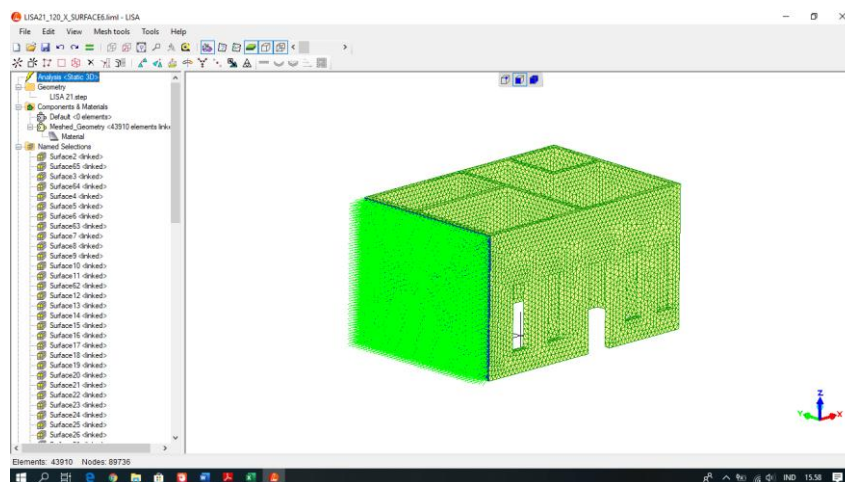 LISA21_120_X_SURFACE6.liml - LISA
File Edit View Mesh tools Tools Help
Analysis <Static 3D>
Geometry
LISA 21.step
Components & Materials
Default <0 elements>
Meshed_Geometry <43910 elements link
Material
Named Selections
Surface2 <linked>
Surface65 <linked>
Surface3 <linked>
Surface64 <linked>
Surface4 <linked>
Surface5 <linked>
Surface6 <linked>
Surface63 <linked>
Surface7 <linked>
Surface8 <linked>
Surface9 <linked>
Surface10 <linked>
Surface11 <linked>
Surface62 <linked>
Surface12 <linked>
Surface13 <linked>
Surface14 <linked>
Surface15 <linked>
Surface16 <linked>
Surface17 <linked>
Surface18 <linked>
Surface19 <linked>
Surface20 <linked>
Surface21 <linked>
Surface22 <linked>
Surface23 <linked>
Surface24 <linked>
Surface25 <linked>
Surface26 <linked>
Z
Y X
Elements: 43910 Nodes: 89736
IND 15.58